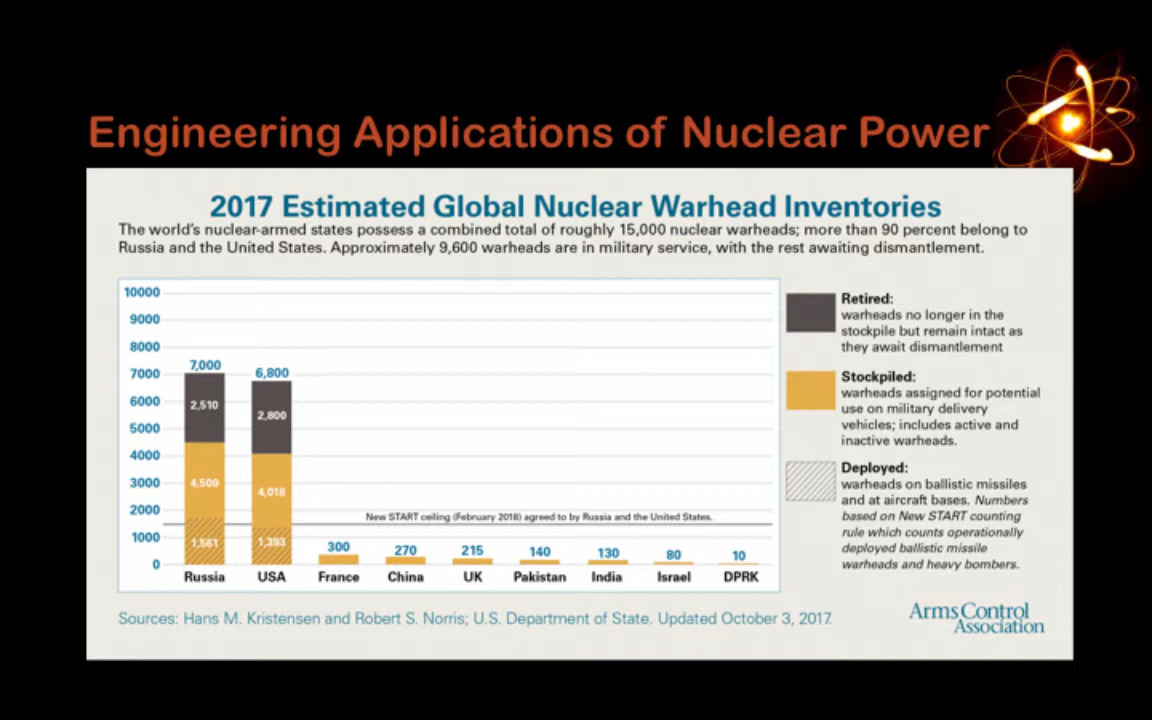 Engineering Applications of Nuclear Power
2017 Estimated Global Nuclear Warhead Inventories
The world's nuclear-armed states possess a combined total of roughly 15,000 nuclear warheads; more than 90 percent belong to
Russia and the United States. Approximately 9,600 warheads are in military service, with the rest awaiting dismantlement.
10000
9000
8000
7000
6000
5000
4000
3000
2000
1000
0
7,000
2,510
4,500
1,561
6,800
2,800
4,018
1,393
New START ceiling (February 2018) agreed to by Russia and the United States.
300
270
215
140
130
80
10
Russia USA France China UK Pakistan India Israel DPRK
Retired:
warheads no longer in the
stockpile but remain intact as
they await dismantlement
Stockpiled:
warheads assigned for potential
use on military delivery
vehicles; includes active and
inactive warheads.
Deployed:
warheads on ballistic missiles
and at aircraft bases. Numbers
based on New START counting
rule which counts operationally
deployed ballistic missile
warheads and heavy bombers.
Sources: Hans M. Kristensen and Robert S. Norris; U.S. Department of State. Updated October 3, 2017.
Arms Control
Association